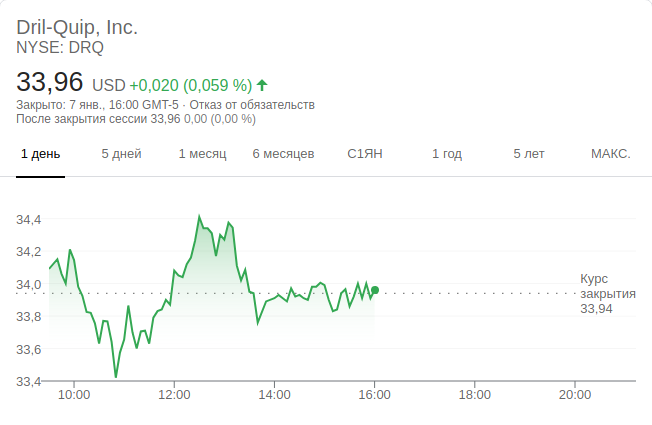 Dril-Quip, Inc.
NYSE: DRQ
33,96 USD +0,020 (0,059 %)
Закрыто: 7 янв., 16:00 GMT-5 · Отказ от обязательств
После закрытия сессии 33,96 0,00 (0,00 %)
1 день 5 дней 1 месяц 6 месяцев С1ЯН 1 год 5 лет МАКС.
34,4
34,2
34,0
33,8
33,6
33,4
Курс
закрытия
33,94
10:00 12:00 14:00 16:00 18:00 20:00